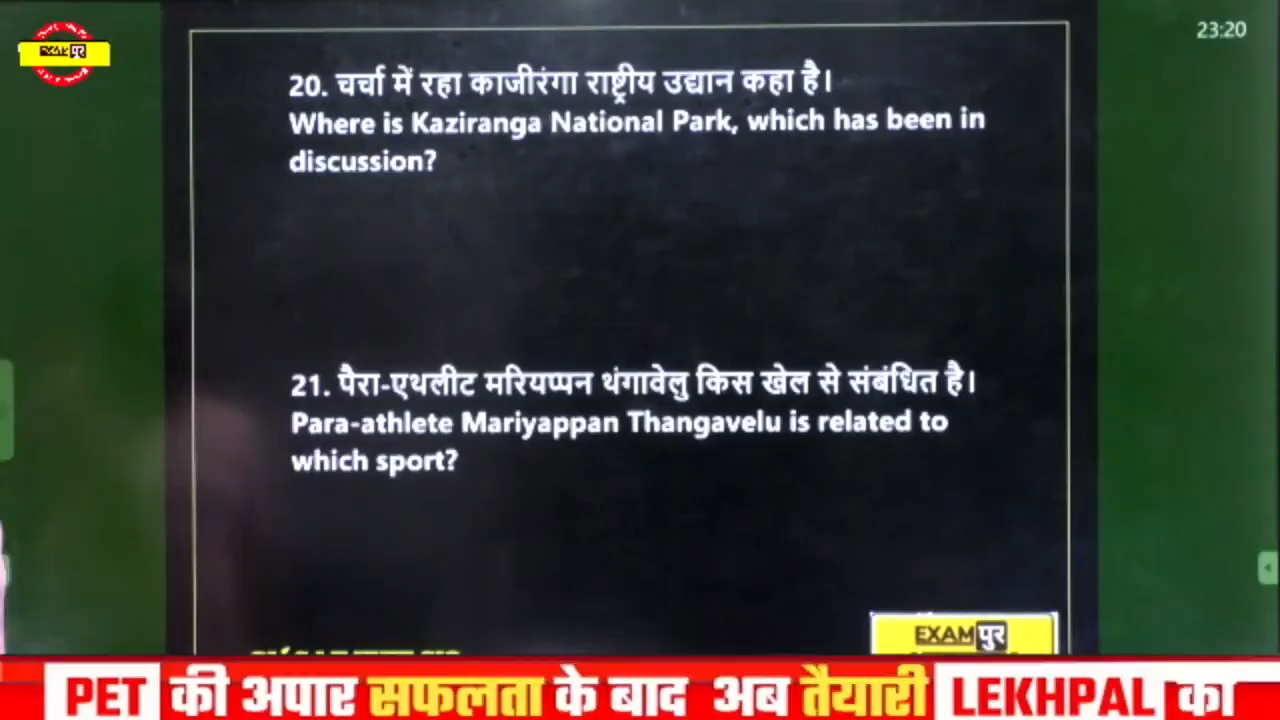 23:20
EXAMपुर
20. चर्चा में रहा काजीरंगा राष्ट्रीय उद्यान कहा है।
Where is Kaziranga National Park, which has been in
discussion?
21. पैरा-एथलीट मरियप्पन थंगावेलु किस खेल से संबंधित है।
Para-athlete Mariyappan Thangavelu is related to
which sport?
EXAMपुर
PET की अपार सफलता के बाद अब तैयारी LEKHPAL का